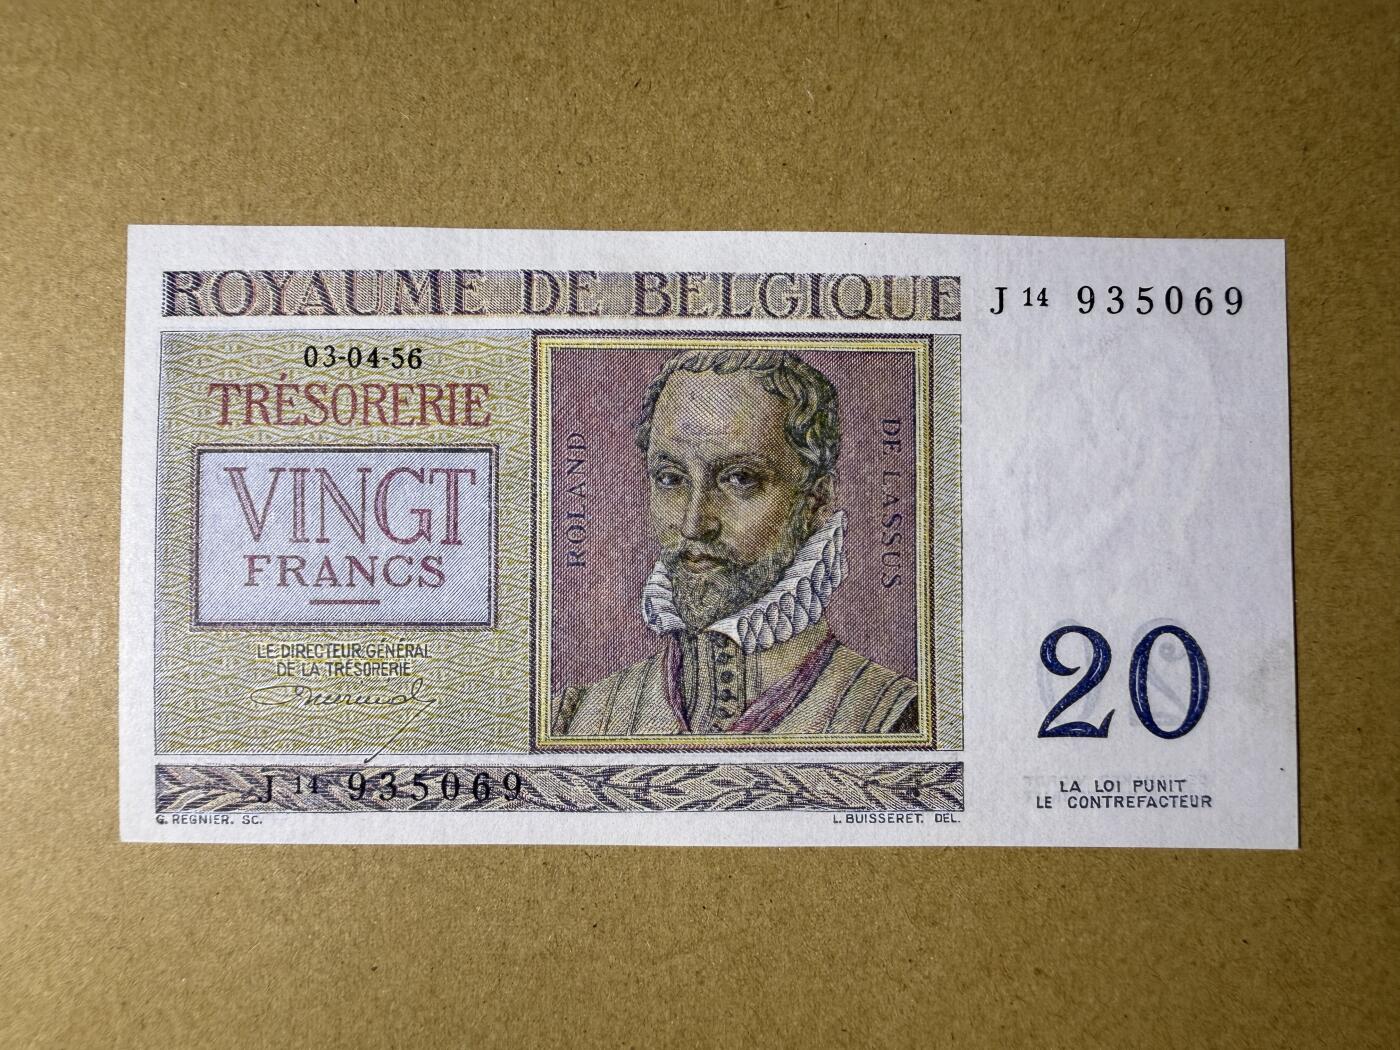 ROYAUME DE BELGIQUE
J 14 935069
03-04-56
TRÉSORERIE
VINGT
FRANCS
LE DIRECTEUR GÉNÉRAL
DE LA TRÉSORERIE
ROLAND
DE LASSUS
J 14 935069
G. REGNIER. SC.
L. BUISSERET. DEL.
20
LA LOI PUNIT
LE CONTREFACTEUR